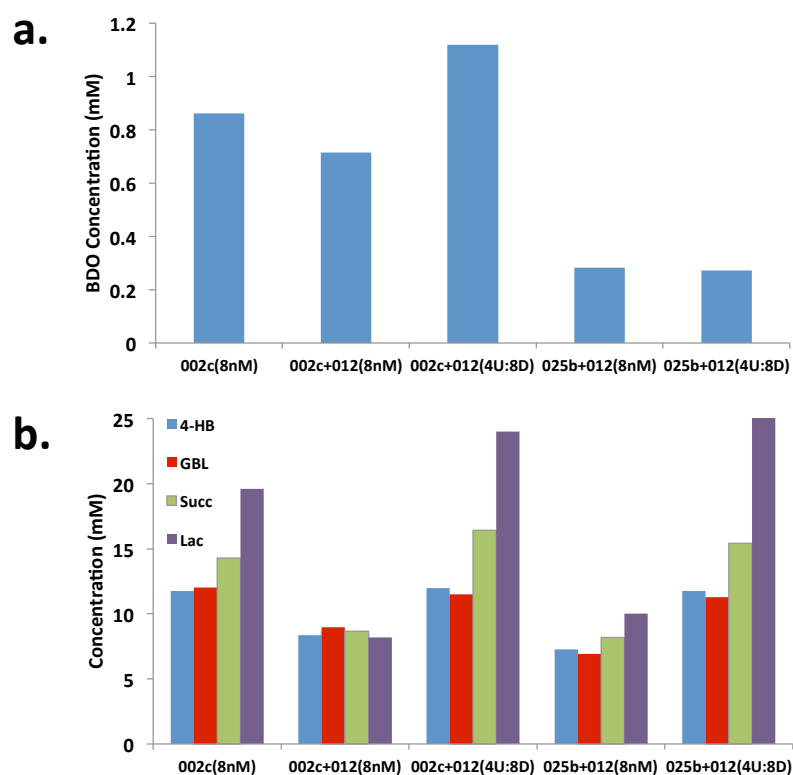 a.
BDO Concentration (mM)
1.2
1
0.8
0.6
0.4
0.2
0
002c(8nM) 002c+012(8nM) 002c+012(4U:8D) 025b+012(8nM) 025b+012(4U:8D)
b.
Concentration (mM)
25
20
15
10
5
0
4-HB
GBL
Succ
Lac
002c(8nM) 002c+012(8nM) 002c+012(4U:8D) 025b+012(8nM) 025b+012(4U:8D)